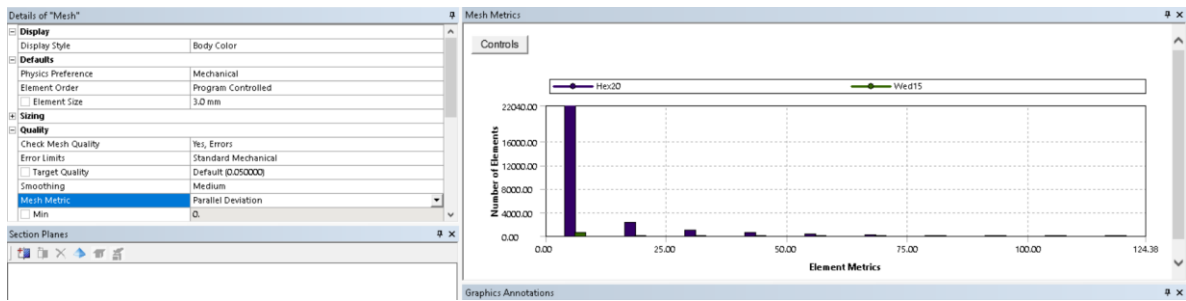 Details of "Mesh"
Display
Display Style Body Color
Defaults
Physics Preference Mechanical
Element Order Program Controlled
Element Size 3.0 mm
Sizing
Quality
Check Mesh Quality Yes, Errors
Error Limits Standard Mechanical
Target Quality Default (0.050000)
Smoothing Medium
Mesh Metric Parallel Deviation
Min 0.
Section Planes
Mesh Metrics
Controls
Hex20 Wed15
22040.00
16000.00
12000.00
8000.00
4000.00
0.00
Number of Elements
0.00 25.00 50.00 75.00 100.00 124.38
Element Metrics
Graphics Annotations